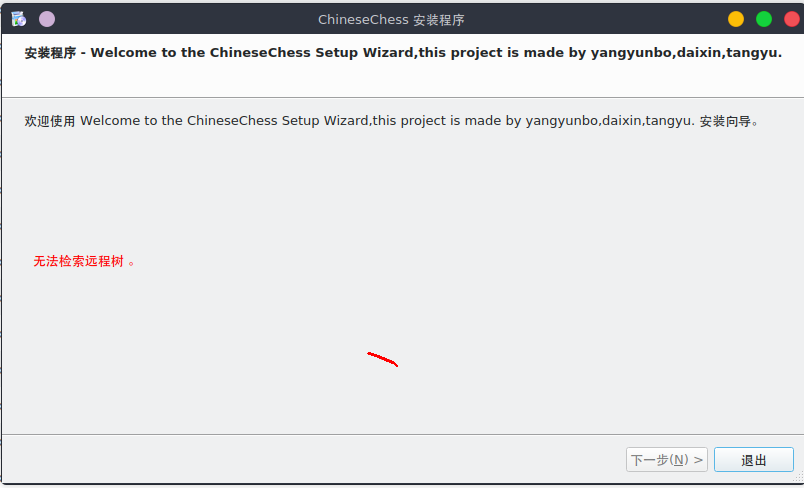 ChineseChess 安装程序
安装程序 - Welcome to the ChineseChess Setup Wizard,this project is made by yangyunbo,daixin,tangyu.
欢迎使用 Welcome to the ChineseChess Setup Wizard,this project is made by yangyunbo,daixin,tangyu. 安装向导。
无法检索远程树 。
下一步(N) >
退出